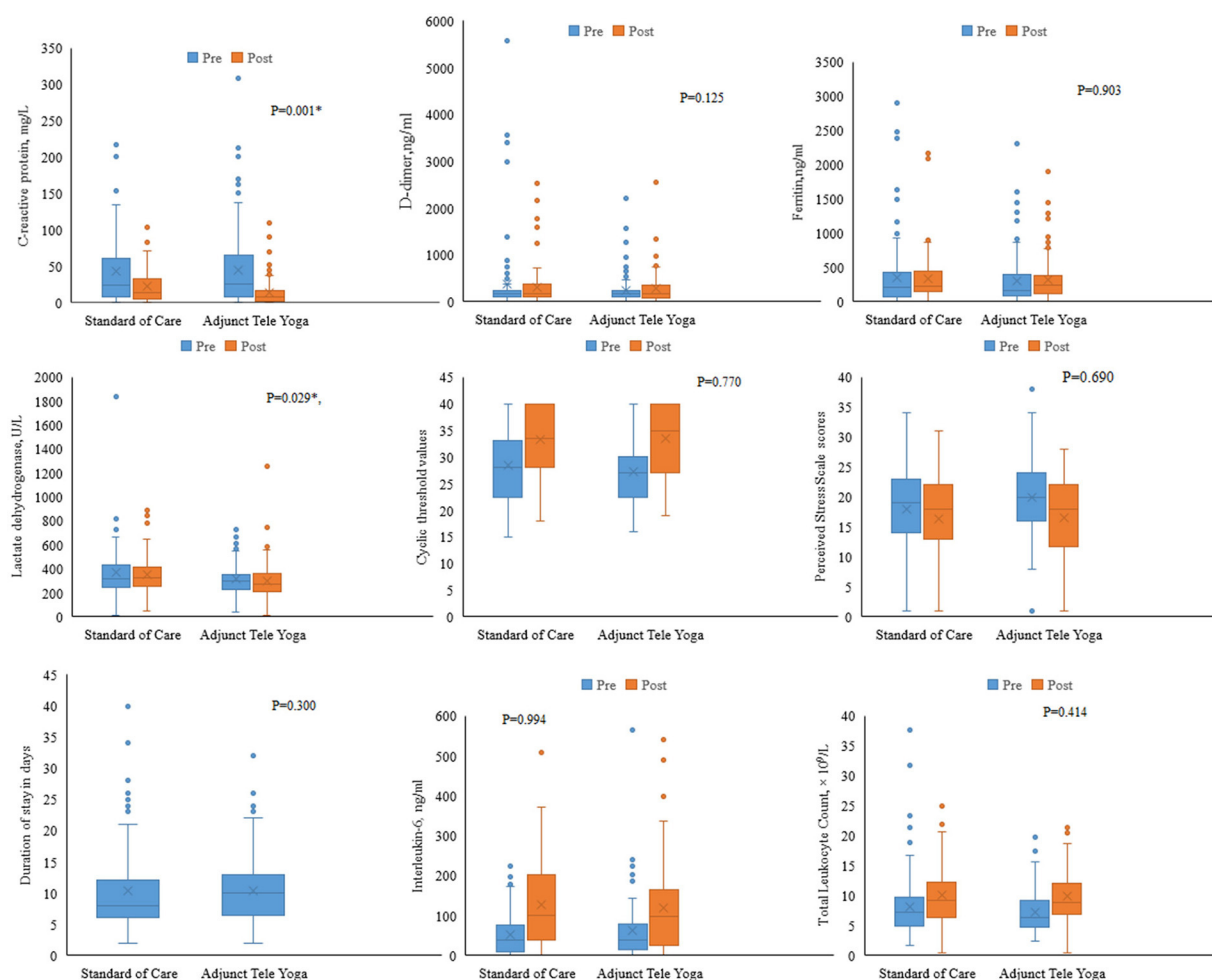 Pre Post
C-reactive protein, mg/L
350
300
250
200
150
100
50
0
P=0.001*
Standard of Care Adjunct Tele Yoga
Pre Post
D-dimer,ng/ml
6000
5000
4000
3000
2000
1000
0
P=0.125
Standard of Care Adjunct Tele Yoga
Pre Post
Ferritin,ng/ml
3500
3000
2500
2000
1500
1000
500
0
P=0.903
Standard of Care Adjunct Tele Yoga
Pre Post
Lactate dehydrogenase, U/L
2000
1800
1600
1400
1200
1000
800
600
400
200
0
P=0.029*,
Standard of Care Adjunct Tele Yoga
Pre Post
Cyclic threshold values
45
40
35
30
25
20
15
10
5
0
P=0.770
Standard of Care Adjunct Tele Yoga
Pre Post
Perceived Stress Scale scores
40
35
30
25
20
15
10
5
0
P=0.690
Standard of Care Adjunct Tele Yoga
Duration of stay in days
45
40
35
30
25
20
15
10
5
0
P=0.300
Standard of Care Adjunct Tele Yoga
Pre Post
Interleukin-6, ng/ml
600
500
400
300
200
100
0
P=0.994
Standard of Care Adjunct Tele Yoga
Pre Post
Total Leukocyte Count, × 10⁹/L
40
35
30
25
20
15
10
5
0
P=0.414
Standard of Care Adjunct Tele Yoga